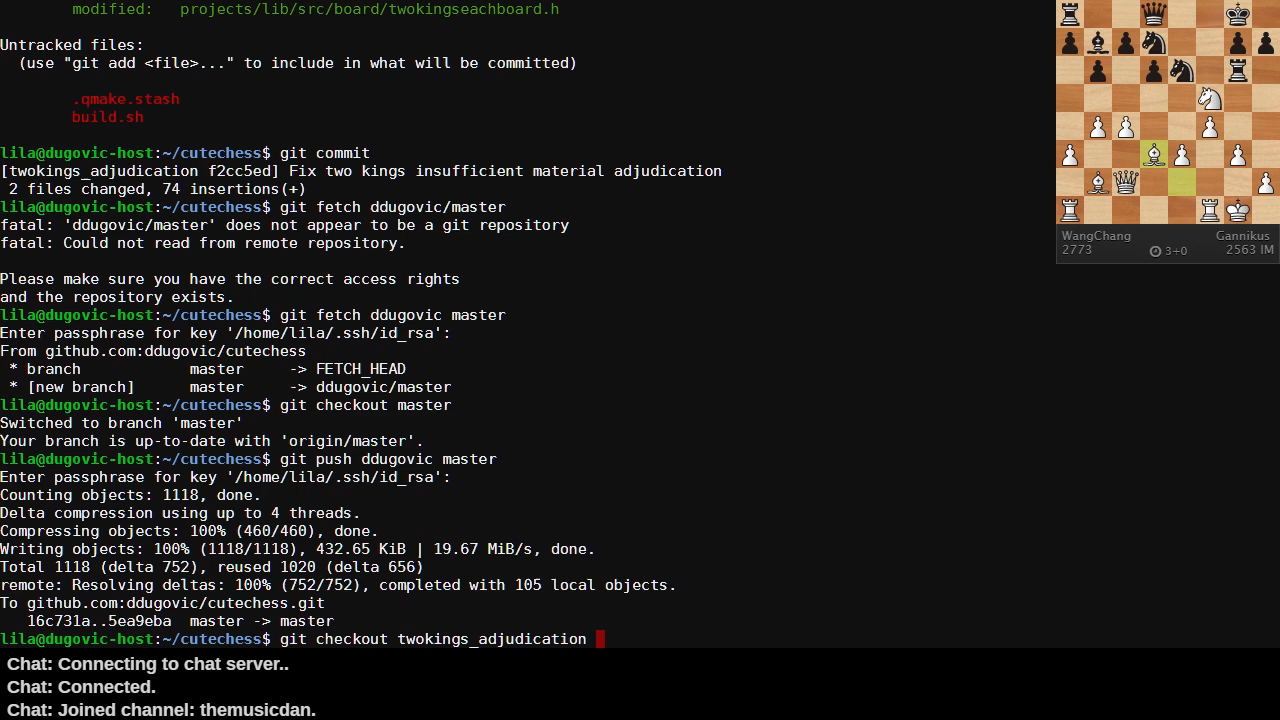 modified:   projects/lib/src/board/twokingseachboard.h
Untracked files:
(use "git add <file>..." to include in what will be committed)
.qmake.stash
build.sh
lila@dugovic-host:~/cutechess$ git commit
[twokings_adjudication f2cc5ed] Fix two kings insufficient material adjudication
2 files changed, 74 insertions(+)
lila@dugovic-host:~/cutechess$ git fetch ddugovic/master
fatal: 'ddugovic/master' does not appear to be a git repository
fatal: Could not read from remote repository.
Please make sure you have the correct access rights
and the repository exists.
lila@dugovic-host:~/cutechess$ git fetch ddugovic master
Enter passphrase for key '/home/lila/.ssh/id_rsa':
From github.com:ddugovic/cutechess
* branch            master     -> FETCH_HEAD
* [new branch]      master     -> ddugovic/master
lila@dugovic-host:~/cutechess$ git checkout master
Switched to branch 'master'
Your branch is up-to-date with 'origin/master'.
lila@dugovic-host:~/cutechess$ git push ddugovic master
Enter passphrase for key '/home/lila/.ssh/id_rsa':
Counting objects: 1118, done.
Delta compression using up to 4 threads.
Compressing objects: 100% (460/460), done.
Writing objects: 100% (1118/1118), 432.65 KiB | 19.67 MiB/s, done.
Total 1118 (delta 752), reused 1020 (delta 656)
remote: Resolving deltas: 100% (752/752), completed with 105 local objects.
To github.com:ddugovic/cutechess.git
16c731a..5ea9eba  master -> master
lila@dugovic-host:~/cutechess$ git checkout twokings_adjudication
WangChang Gannikus
2773 3+0 2563 IM
Chat: Connecting to chat server..
Chat: Connected.
Chat: Joined channel: themusicdan.